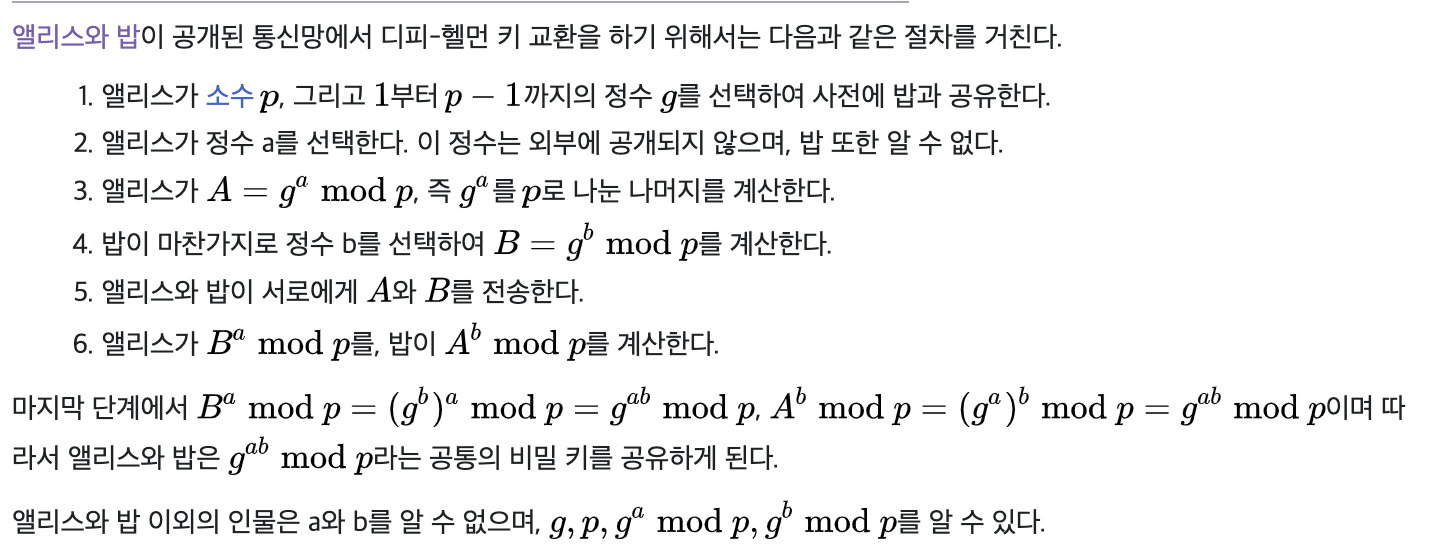 앨리스와 밥이 공개된 통신망에서 디피-헬먼 키 교환을 하기 위해서는 다음과 같은 절차를 거친다.
1. 앨리스가 소수 p, 그리고 1부터 p − 1까지의 정수 g를 선택하여 사전에 밥과 공유한다.
2. 앨리스가 정수 a를 선택한다. 이 정수는 외부에 공개되지 않으며, 밥 또한 알 수 없다.
3. 앨리스가 A = g^a mod p, 즉 g^a를 p로 나눈 나머지를 계산한다.
4. 밥이 마찬가지로 정수 b를 선택하여 B = g^b mod p를 계산한다.
5. 앨리스와 밥이 서로에게 A와 B를 전송한다.
6. 앨리스가 B^a mod p를, 밥이 A^b mod p를 계산한다.
마지막 단계에서 B^a mod p = (g^b)^a mod p = g^ab mod p, A^b mod p = (g^a)^b mod p = g^ab mod p이며 따
라서 앨리스와 밥은 g^ab mod p라는 공통의 비밀 키를 공유하게 된다.
앨리스와 밥 이외의 인물은 a와 b를 알 수 없으며, g, p, g^a mod p, g^b mod p를 알 수 있다.